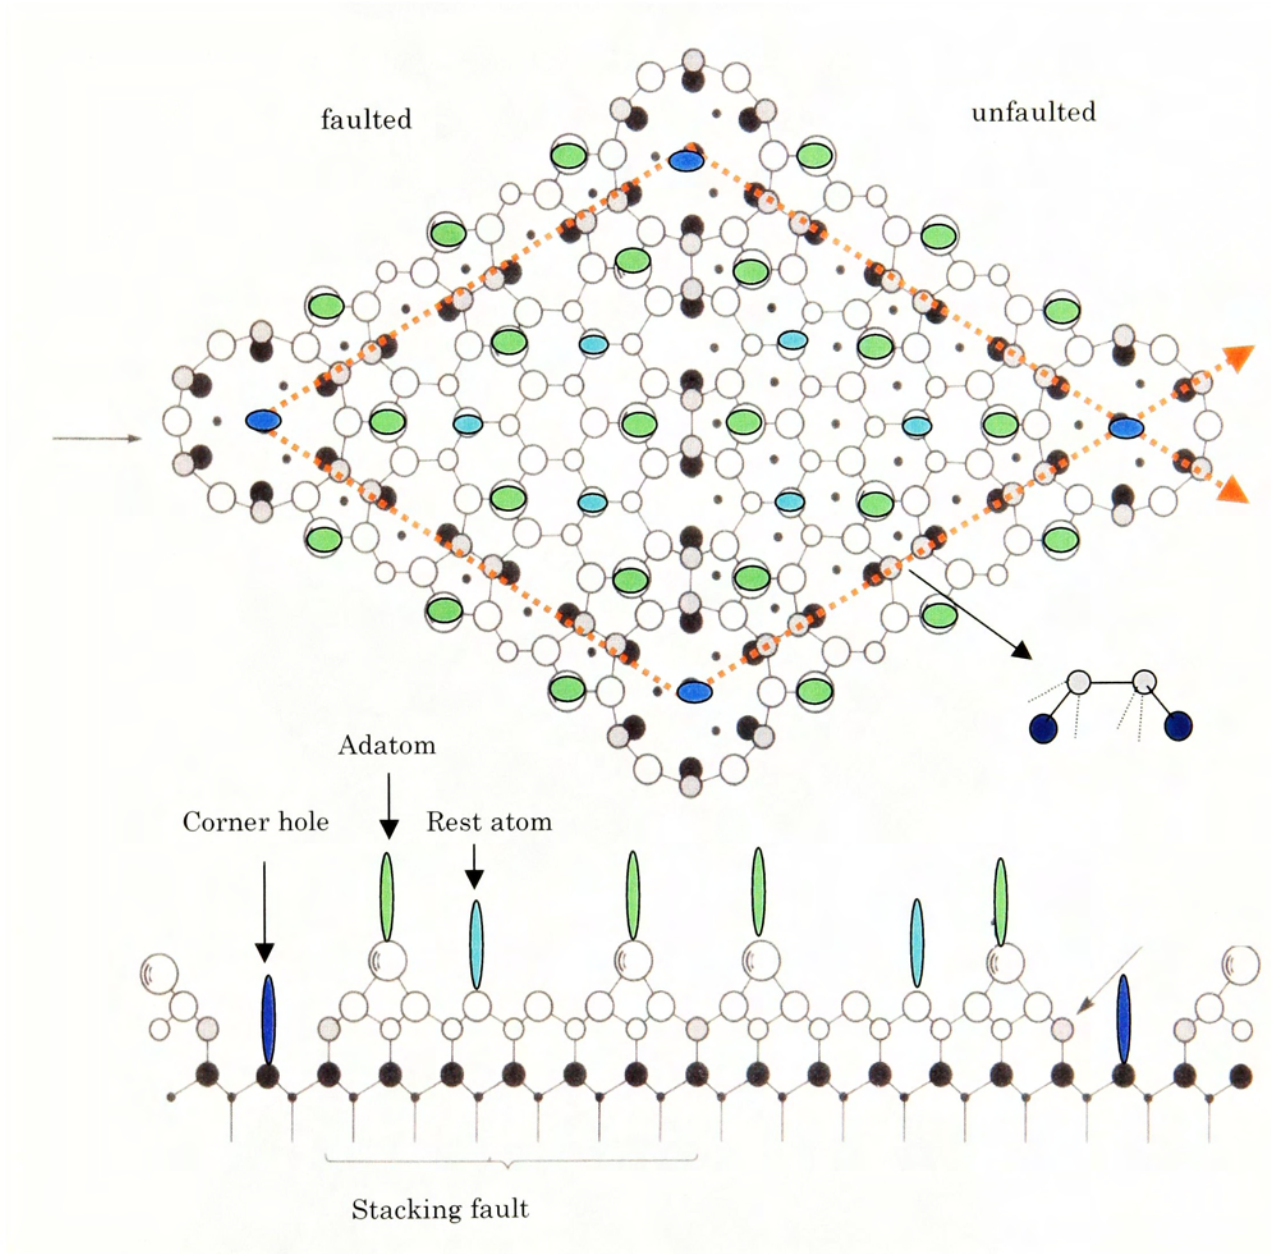 faulted
unfaulted
Adatom
Corner hole
Rest atom
Stacking fault